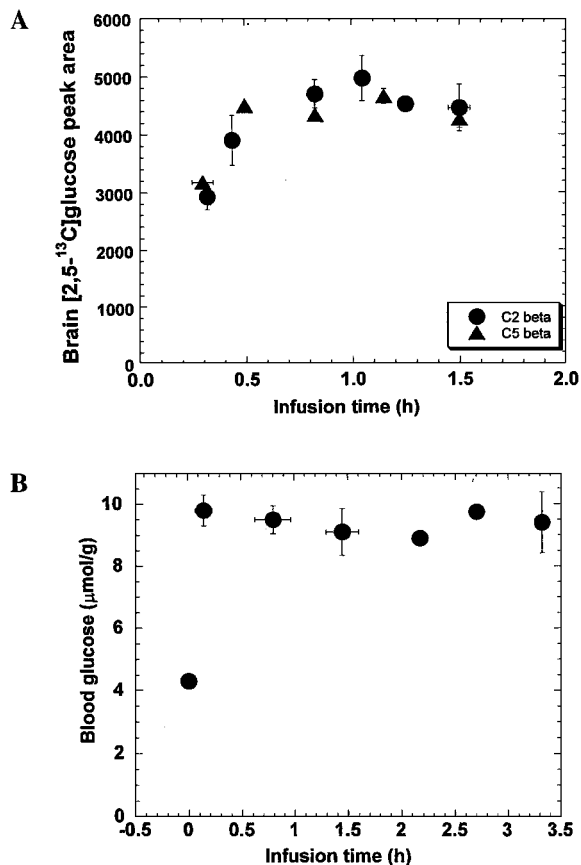 A
6000
5000
4000
3000
2000
1000
0
0.0 0.5 1.0 1.5 2.0
Brain [2,5-¹³C]glucose peak area
C2 beta
C5 beta
Infusion time (h)
B
10
8
6
4
2
0
-0.5 0 0.5 1 1.5 2 2.5 3 3.5
Blood glucose (μmol/g)
Infusion time (h)